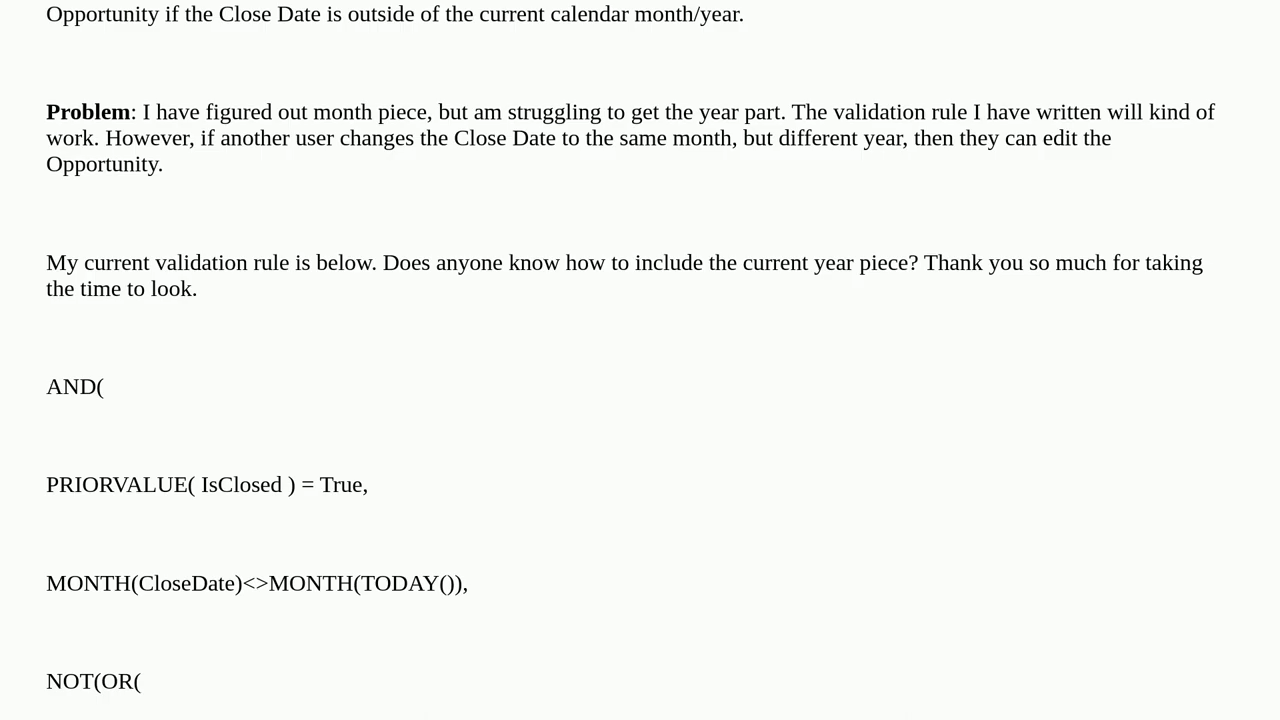 Opportunity if the Close Date is outside of the current calendar month/year.
Problem: I have figured out month piece, but am struggling to get the year part. The validation rule I have written will kind of
work. However, if another user changes the Close Date to the same month, but different year, then they can edit the
Opportunity.
My current validation rule is below. Does anyone know how to include the current year piece? Thank you so much for taking
the time to look.
AND(
PRIORVALUE( IsClosed ) = True,
MONTH(CloseDate)<>MONTH(TODAY()),
NOT(OR(